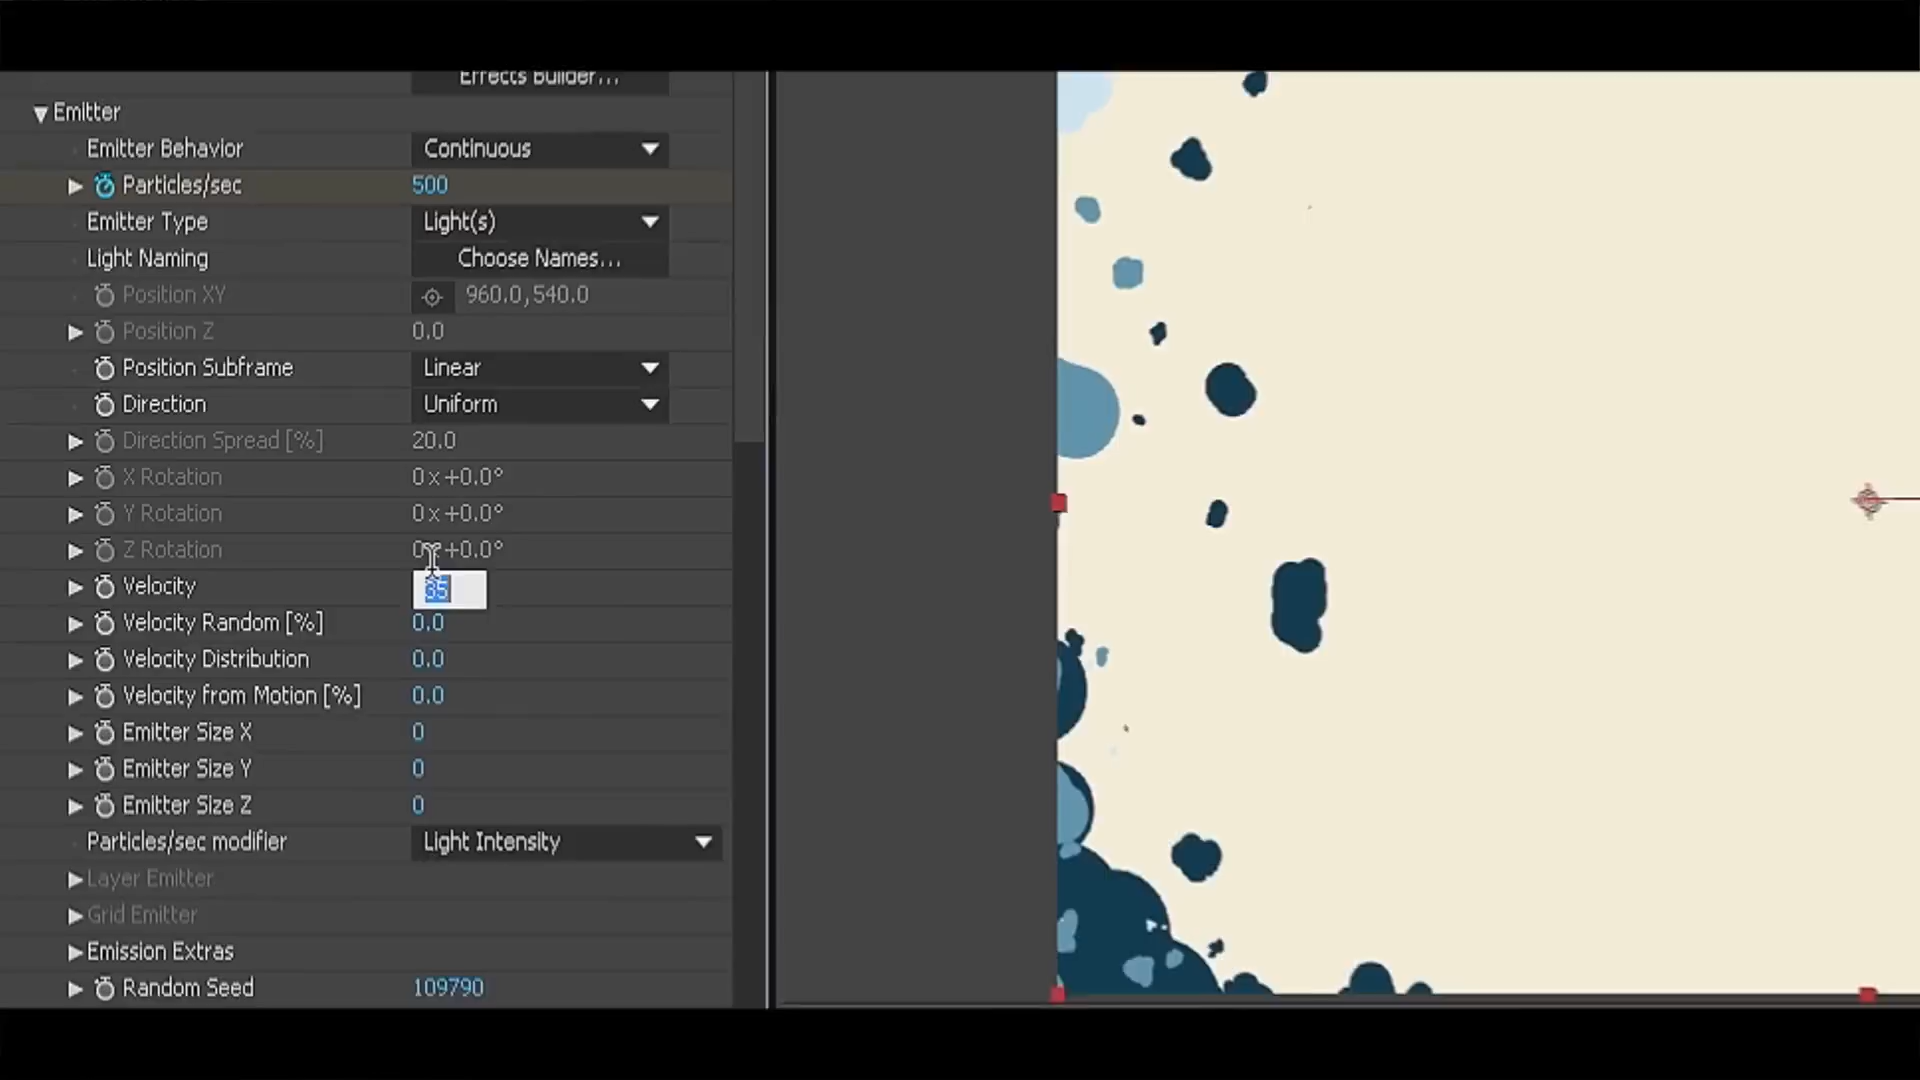 Effects Builder...
Emitter
Emitter Behavior Continuous
Particles/sec 500
Emitter Type Light(s)
Light Naming Choose Names...
Position XY 960.0,540.0
Position Z 0.0
Position Subframe Linear
Direction Uniform
Direction Spread [%] 20.0
X Rotation 0x+0.0°
Y Rotation 0x+0.0°
Z Rotation 0x+0.0°
Velocity 35
Velocity Random [%] 0.0
Velocity Distribution 0.0
Velocity from Motion [%] 0.0
Emitter Size X 0
Emitter Size Y 0
Emitter Size Z 0
Particles/sec modifier Light Intensity
Layer Emitter
Grid Emitter
Emission Extras
Random Seed 109790